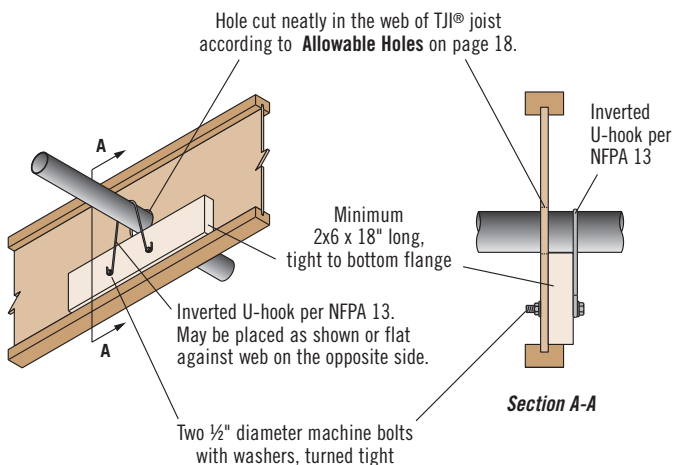 Hole cut neatly in the web of TJI® joist
according to Allowable Holes on page 18.
A
Inverted
U-hook per
NFPA 13
Minimum
2x6 x 18" long,
tight to bottom flange
Inverted U-hook per NFPA 13.
May be placed as shown or flat
against web on the opposite side.
A
Section A-A
Two ½" diameter machine bolts
with washers, turned tight